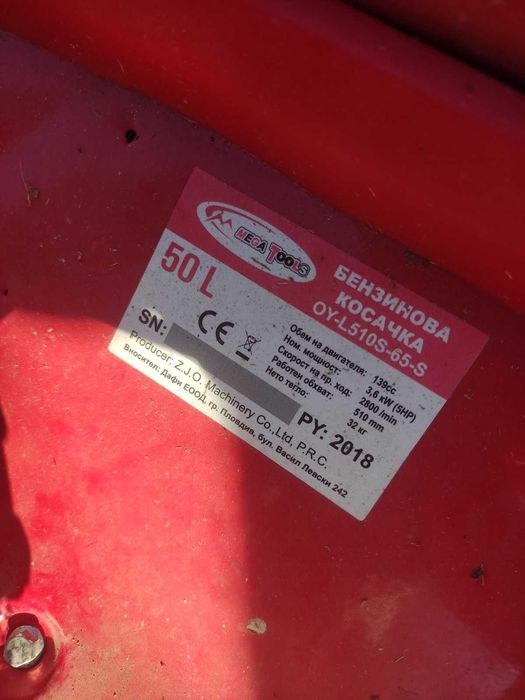 MEGA TOOLS
БЕНЗИНОВА
КОСАЧКА
OY-L510S-65-S
50 L
CE
Обем на двигателя: 139cc
Ном. мощност: 3,6 kW (5HP)
Скорост на пр. ход: 2800 /min
Работен обхват: 510 mm
Нето тегло: 32 кг
SN:
PY: 2018
Producer: Z.J.O. Machinery Co.,Ltd, P.R.C.
Вносител: Дафи ЕООД, гр. Пловдив, бул. Васил Левски 242